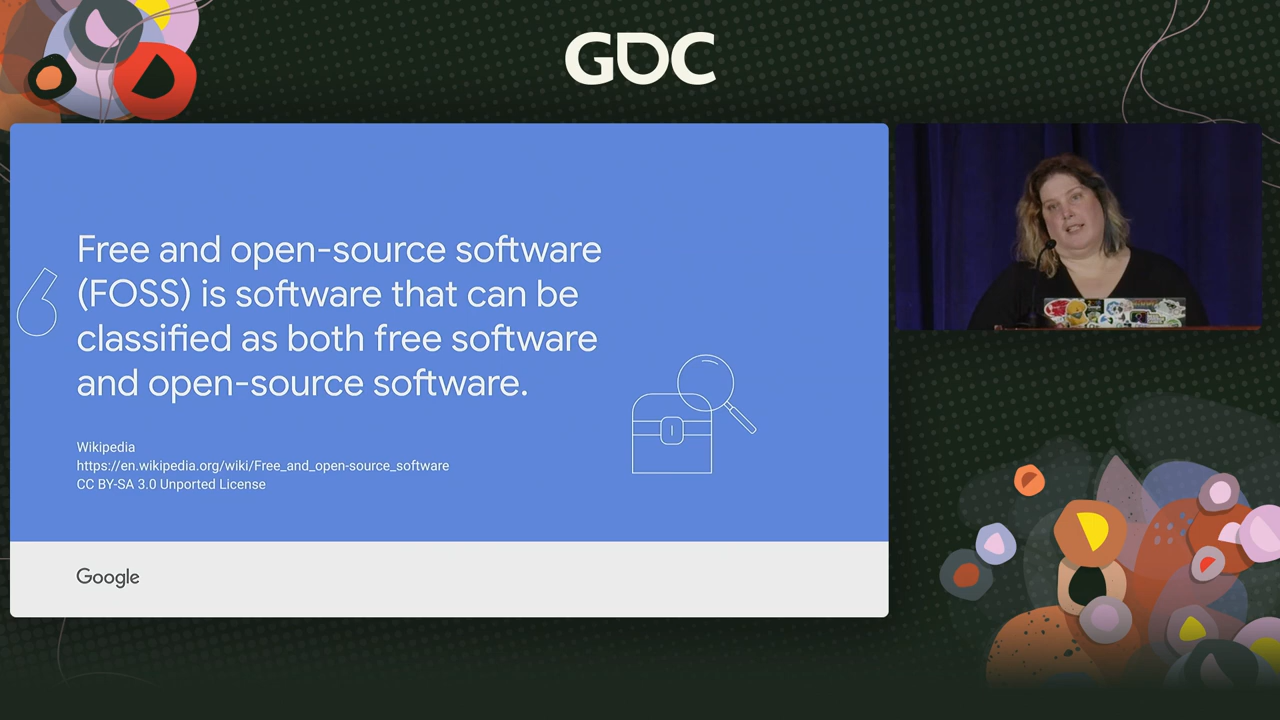 GDC
Free and open-source software
(FOSS) is software that can be
classified as both free software
and open-source software.
Wikipedia
https://en.wikipedia.org/wiki/Free_and_open-source_software
CC BY-SA 3.0 Unported License
Google